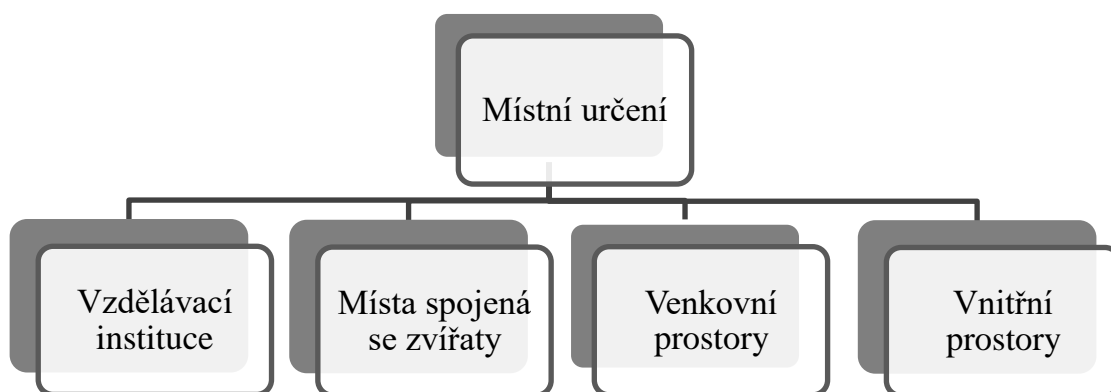 Místní určení
Vzdělávací
instituce
Místa spojená
se zvířaty
Venkovní
prostory
Vnitřní
prostory